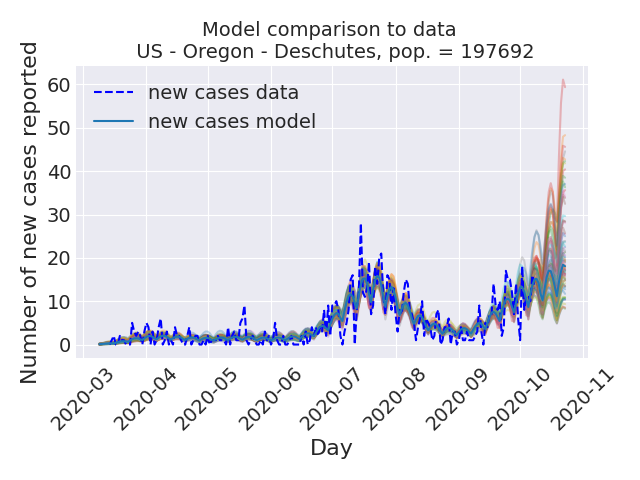 Model comparison to data
US - Oregon - Deschutes, pop. = 197692
Number of new cases reported
60
50
40
30
20
10
0
new cases data
new cases model
2020-03
2020-04
2020-05
2020-06
2020-07
2020-08
2020-09
2020-10
2020-11
Day